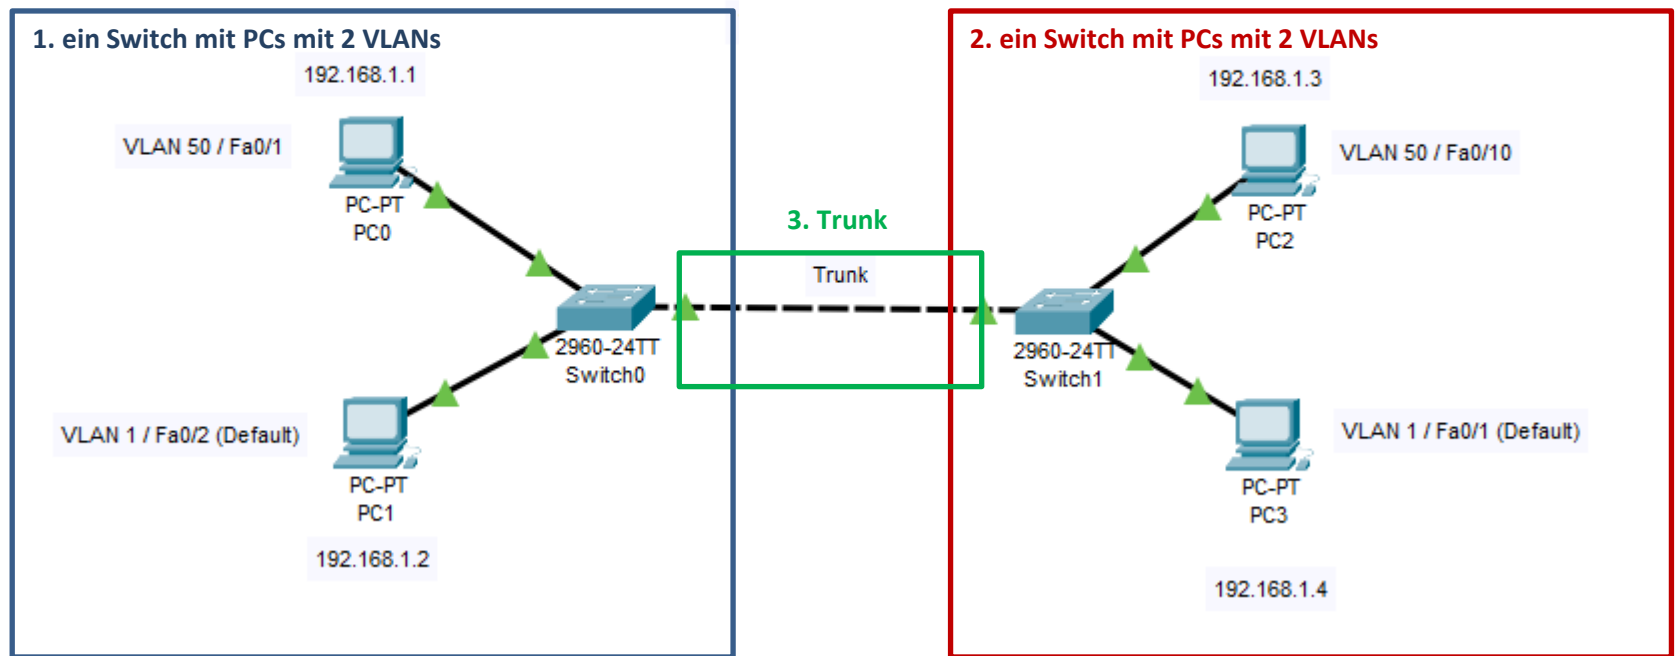 1. ein Switch mit PCs mit 2 VLANs
192.168.1.1
VLAN 50 / Fa0/1
PC-PT
PC0
2960-24TT
Switch0
VLAN 1 / Fa0/2 (Default)
PC-PT
PC1
192.168.1.2
3. Trunk
Trunk
2. ein Switch mit PCs mit 2 VLANs
192.168.1.3
VLAN 50 / Fa0/10
PC-PT
PC2
2960-24TT
Switch1
VLAN 1 / Fa0/1 (Default)
PC-PT
PC3
192.168.1.4